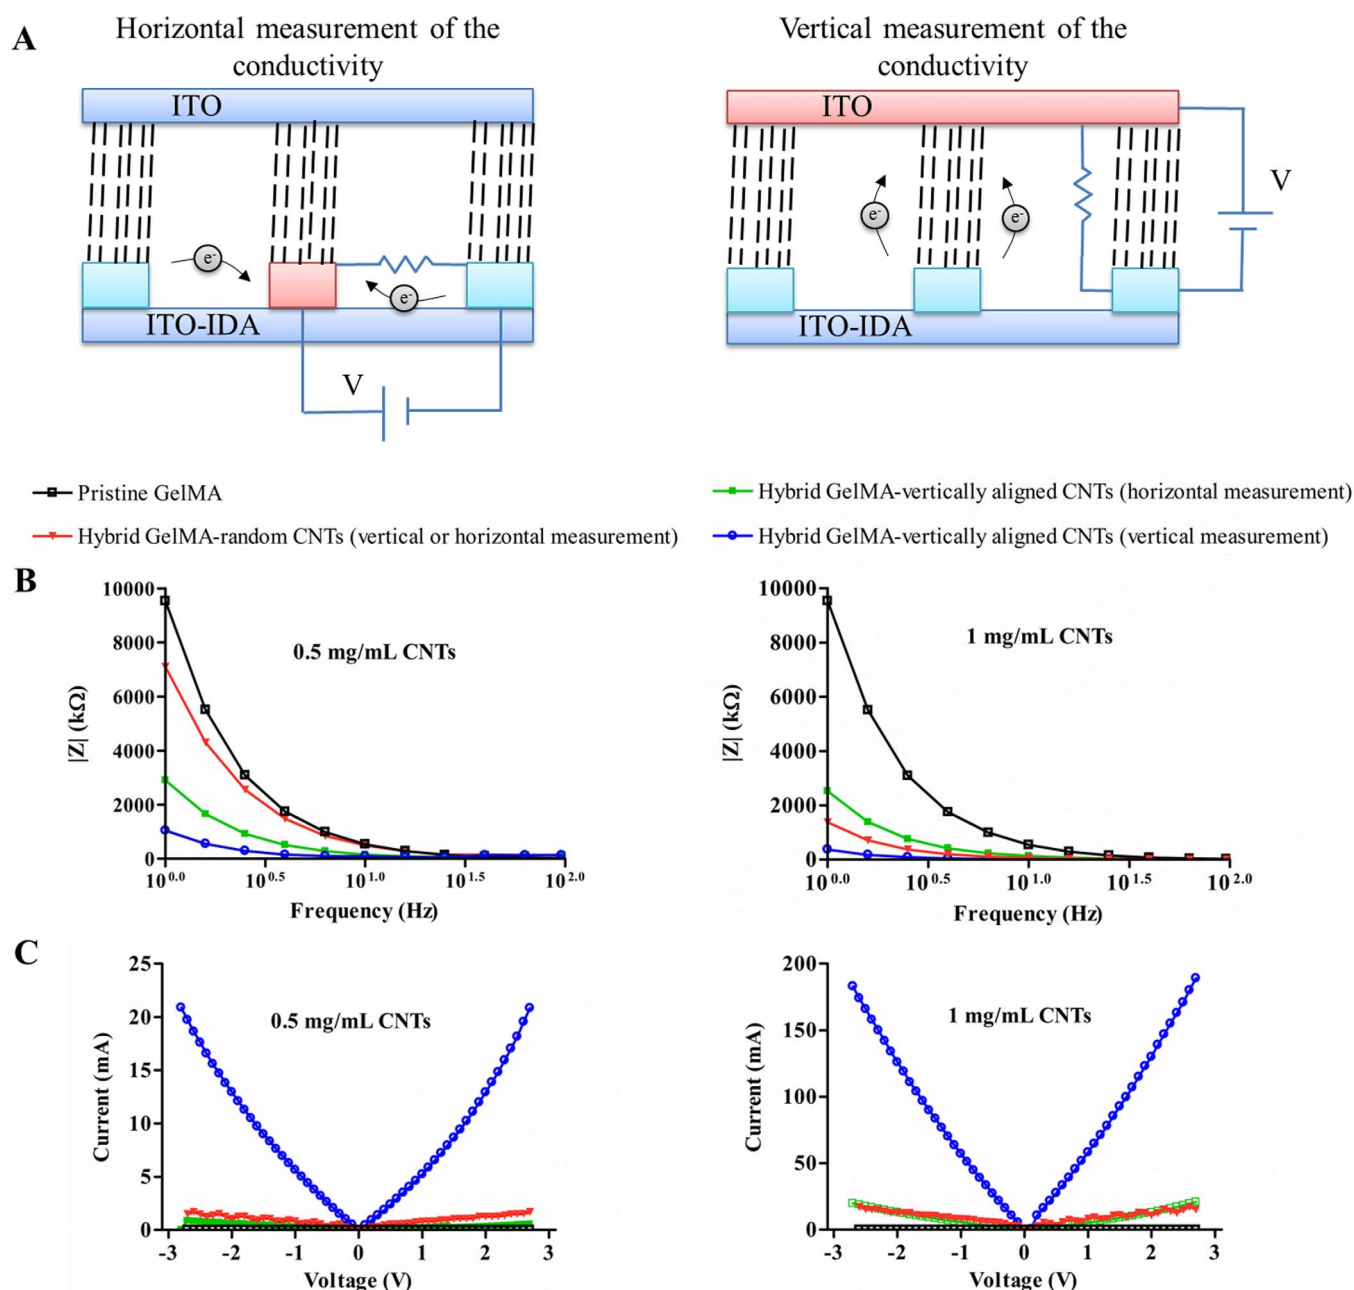 A
Horizontal measurement of the
conductivity
ITO
e-
e-
ITO-IDA
V
Vertical measurement of the
conductivity
ITO
e-
e-
V
ITO-IDA
Pristine GelMA
Hybrid GelMA-random CNTs (vertical or horizontal measurement)
Hybrid GelMA-vertically aligned CNTs (horizontal measurement)
Hybrid GelMA-vertically aligned CNTs (vertical measurement)
B
10000
8000
6000
4000
2000
0
|Z| (kΩ)
0.5 mg/mL CNTs
10^0.0 10^0.5 10^1.0 10^1.5 10^2.0
Frequency (Hz)
10000
8000
6000
4000
2000
0
|Z| (kΩ)
1 mg/mL CNTs
10^0.0 10^0.5 10^1.0 10^1.5 10^2.0
Frequency (Hz)
C
25
20
15
10
5
0
Current (mA)
0.5 mg/mL CNTs
-3 -2 -1 0 1 2 3
Voltage (V)
200
150
100
50
0
Current (mA)
1 mg/mL CNTs
-3 -2 -1 0 1 2 3
Voltage (V)